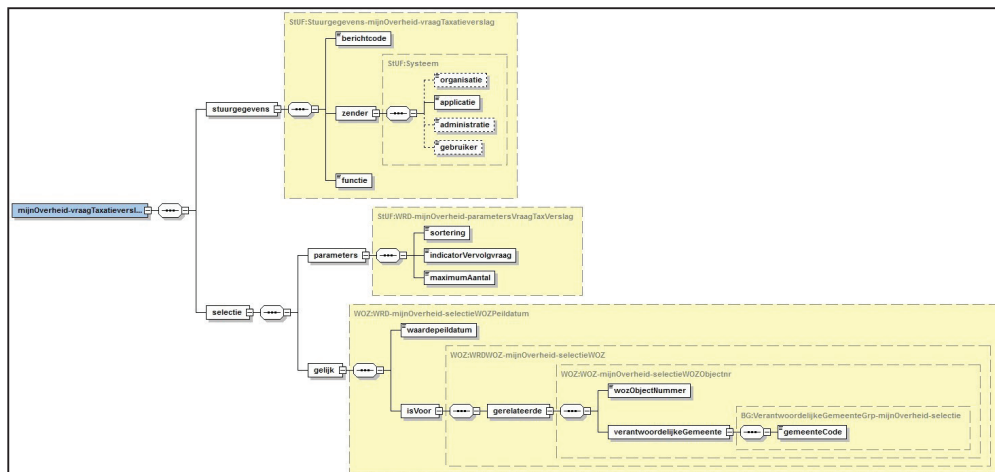 StUF:Stuurgegevens-mijnOverheid-vraagTaxatieverslag
berichtcode
StUF:Systeem
organisatie
stuurgegevens
zender
applicatie
administratie
gebruiker
functie
mijnOverheid-vraagTaxatieversl...
StUF:WRD-mijnOverheid-parametersVraagTaxVerslag
sortering
parameters
indicatorVervolgvraag
maximumAantal
selectie
WOZ:WRD-mijnOverheid-selectieWOZPeildatum
waardepeildatum
WOZ:WRDWOZ-mijnOverheid-selectieWOZ
gelijk
WOZ:WOZ-mijnOverheid-selectieWOZObjectnr
wozObjectNummer
isVoor
gerelateerde
BG:VerantwoordelijkeGemeenteGrp-mijnOverheid-selectie
verantwoordelijkeGemeente
gemeenteCode